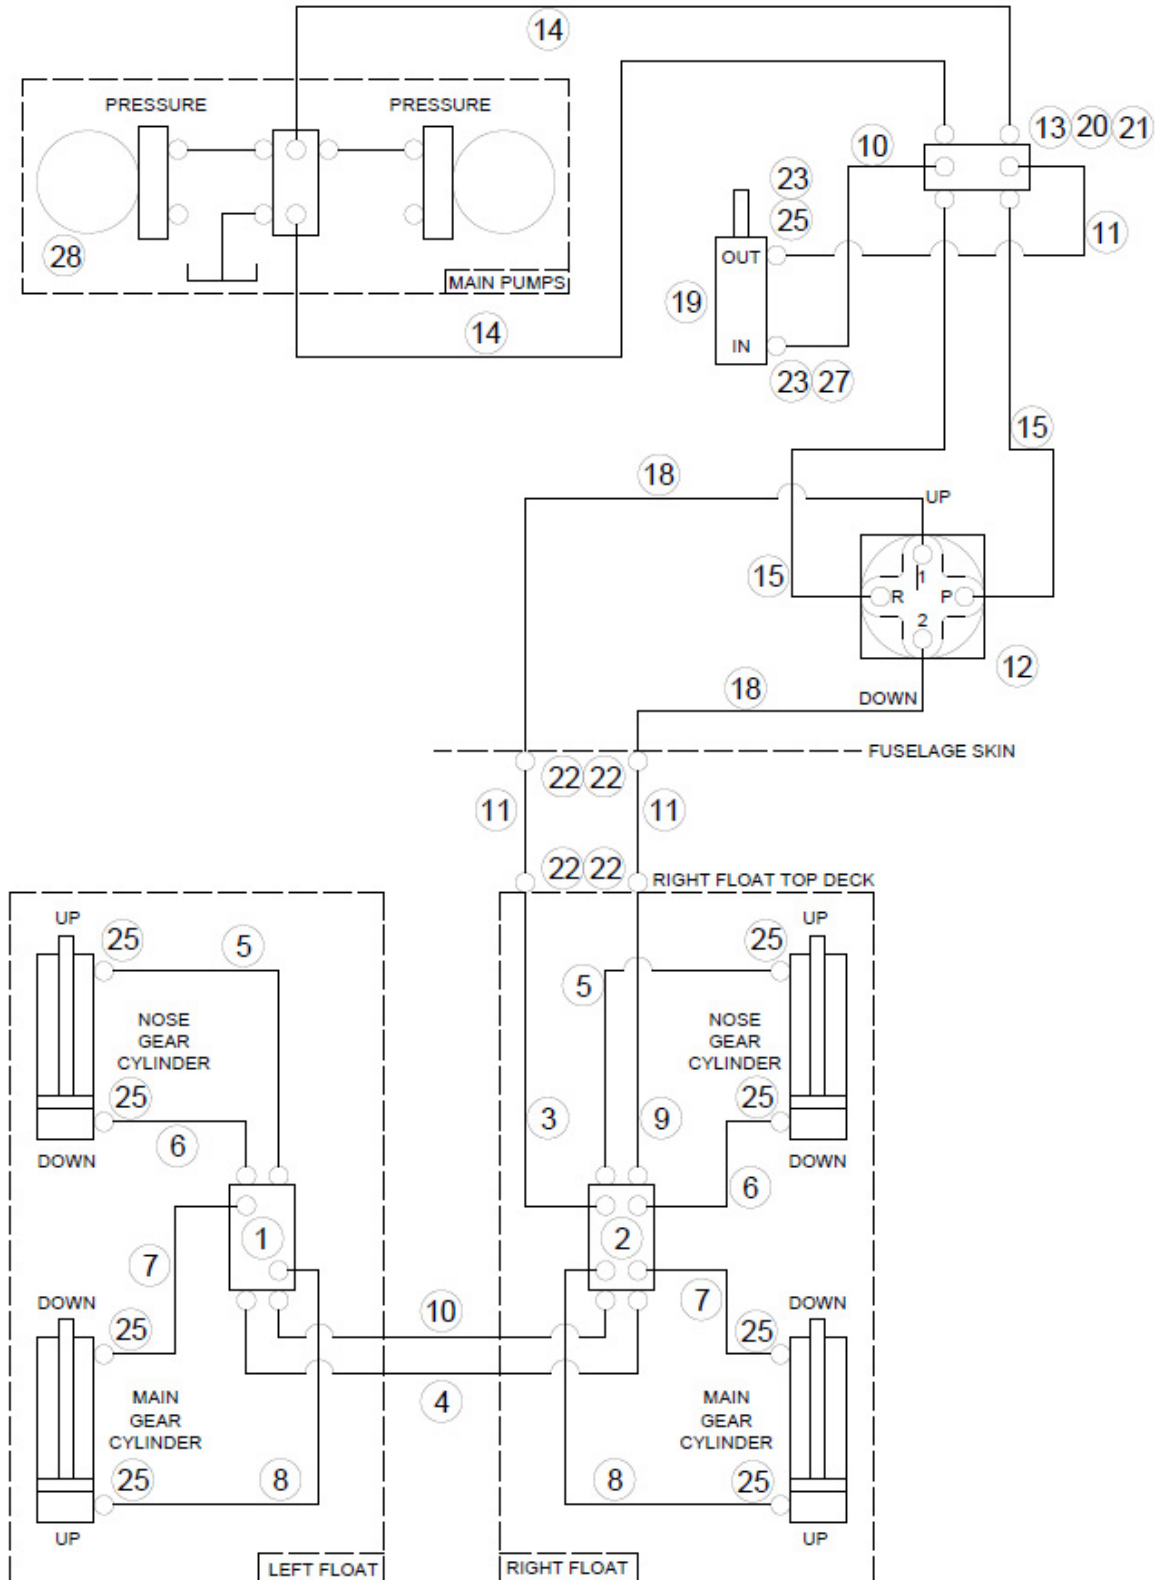 14
PRESSURE PRESSURE
13 20 21
10
23
25
11
28
OUT
19
MAIN PUMPS
14
IN
23 27
15
18
UP
15
1
R P
2
12
18
DOWN
FUSELAGE SKIN
22 22
11 11
22 22
RIGHT FLOAT TOP DECK
UP UP
25 5 25
5
NOSE GEAR CYLINDER
NOSE GEAR CYLINDER
25 25
3 9
6
DOWN DOWN
6
1 2
7
DOWN 7 DOWN
10
25 25
4
MAIN GEAR CYLINDER
MAIN GEAR CYLINDER
25 8 8 25
UP UP
LEFT FLOAT RIGHT FLOAT